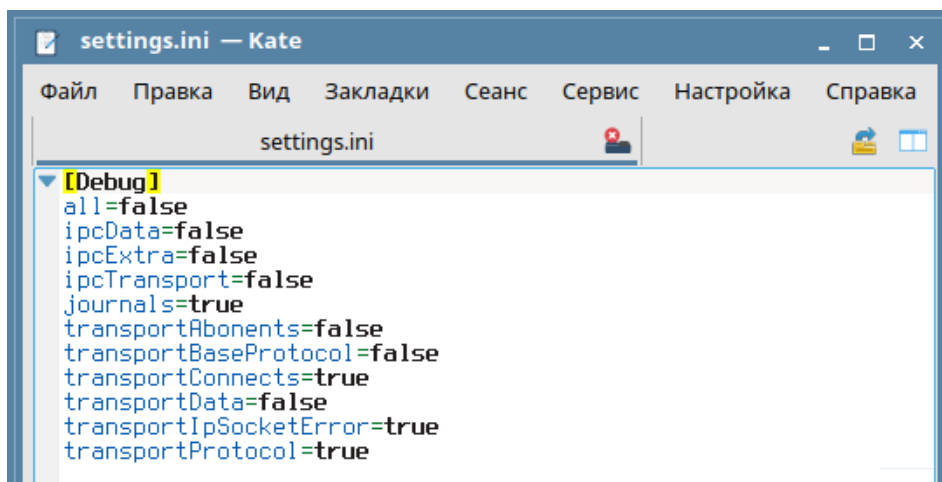 settings.ini — Kate
Файл Правка Вид Закладки Сеанс Сервис Настройка Справка
settings.ini
[Debug]
all=false
ipcData=false
ipcExtra=false
ipcTransport=false
journals=true
transportAbonents=false
transportBaseProtocol=false
transportConnects=true
transportData=false
transportIpSocketError=true
transportProtocol=true